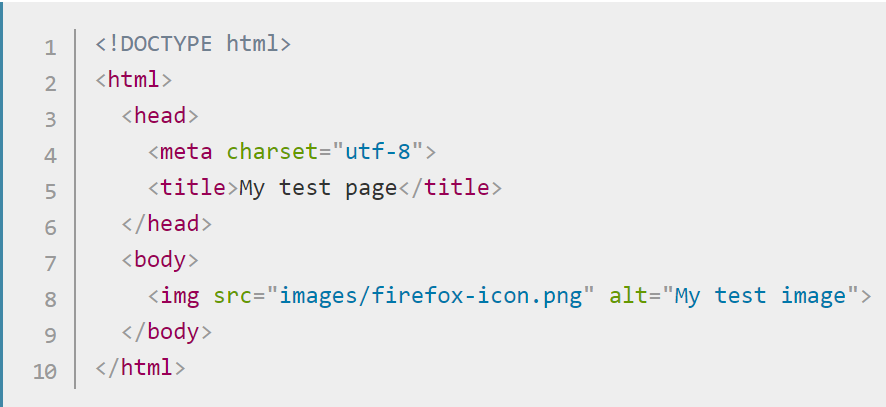 1 <!DOCTYPE html>
2 <html>
3   <head>
4     <meta charset="utf-8">
5     <title>My test page</title>
6   </head>
7   <body>
8     <img src="images/firefox-icon.png" alt="My test image">
9   </body>
10 </html>